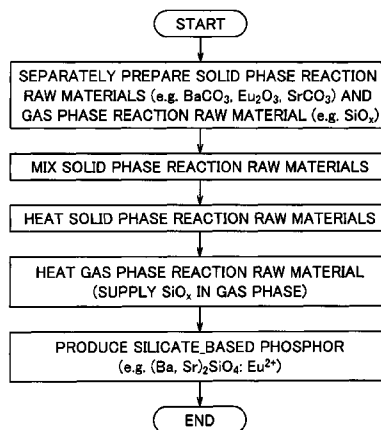 START
SEPARATELY PREPARE SOLID PHASE REACTION
RAW MATERIALS (e.g. BaCO₃, Eu₂O₃, SrCO₃) AND
GAS PHASE REACTION RAW MATERIAL (e.g. SiOₓ)
MIX SOLID PHASE REACTION RAW MATERIALS
HEAT SOLID PHASE REACTION RAW MATERIALS
HEAT GAS PHASE REACTION RAW MATERIAL
(SUPPLY SiOₓ IN GAS PHASE)
PRODUCE SILICATE_BASED PHOSPHOR
(e.g. (Ba, Sr)₂SiO₄: Eu²⁺)
END